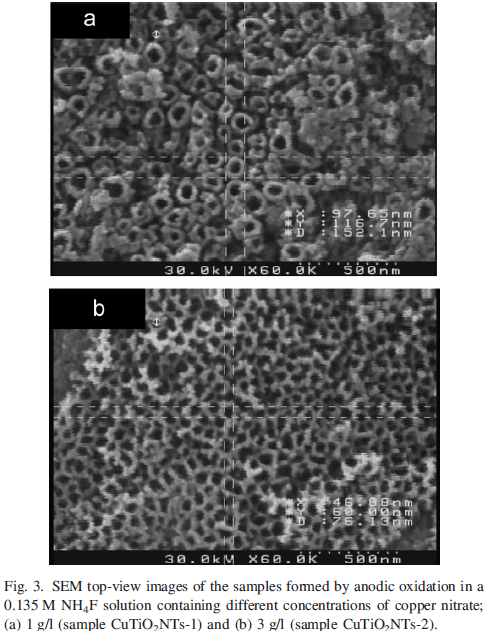 a
*X :97.65nm
*Y :116.7nm
*D :152.1nm
30.0kV X60.0K 500nm
b
*X :46.88nm
*Y :60.00nm
*D :76.13nm
30.0kV X60.0K 500nm
Fig. 3. SEM top-view images of the samples formed by anodic oxidation in a
0.135 M NH₄F solution containing different concentrations of copper nitrate;
(a) 1 g/l (sample CuTiO₂NTs-1) and (b) 3 g/l (sample CuTiO₂NTs-2).